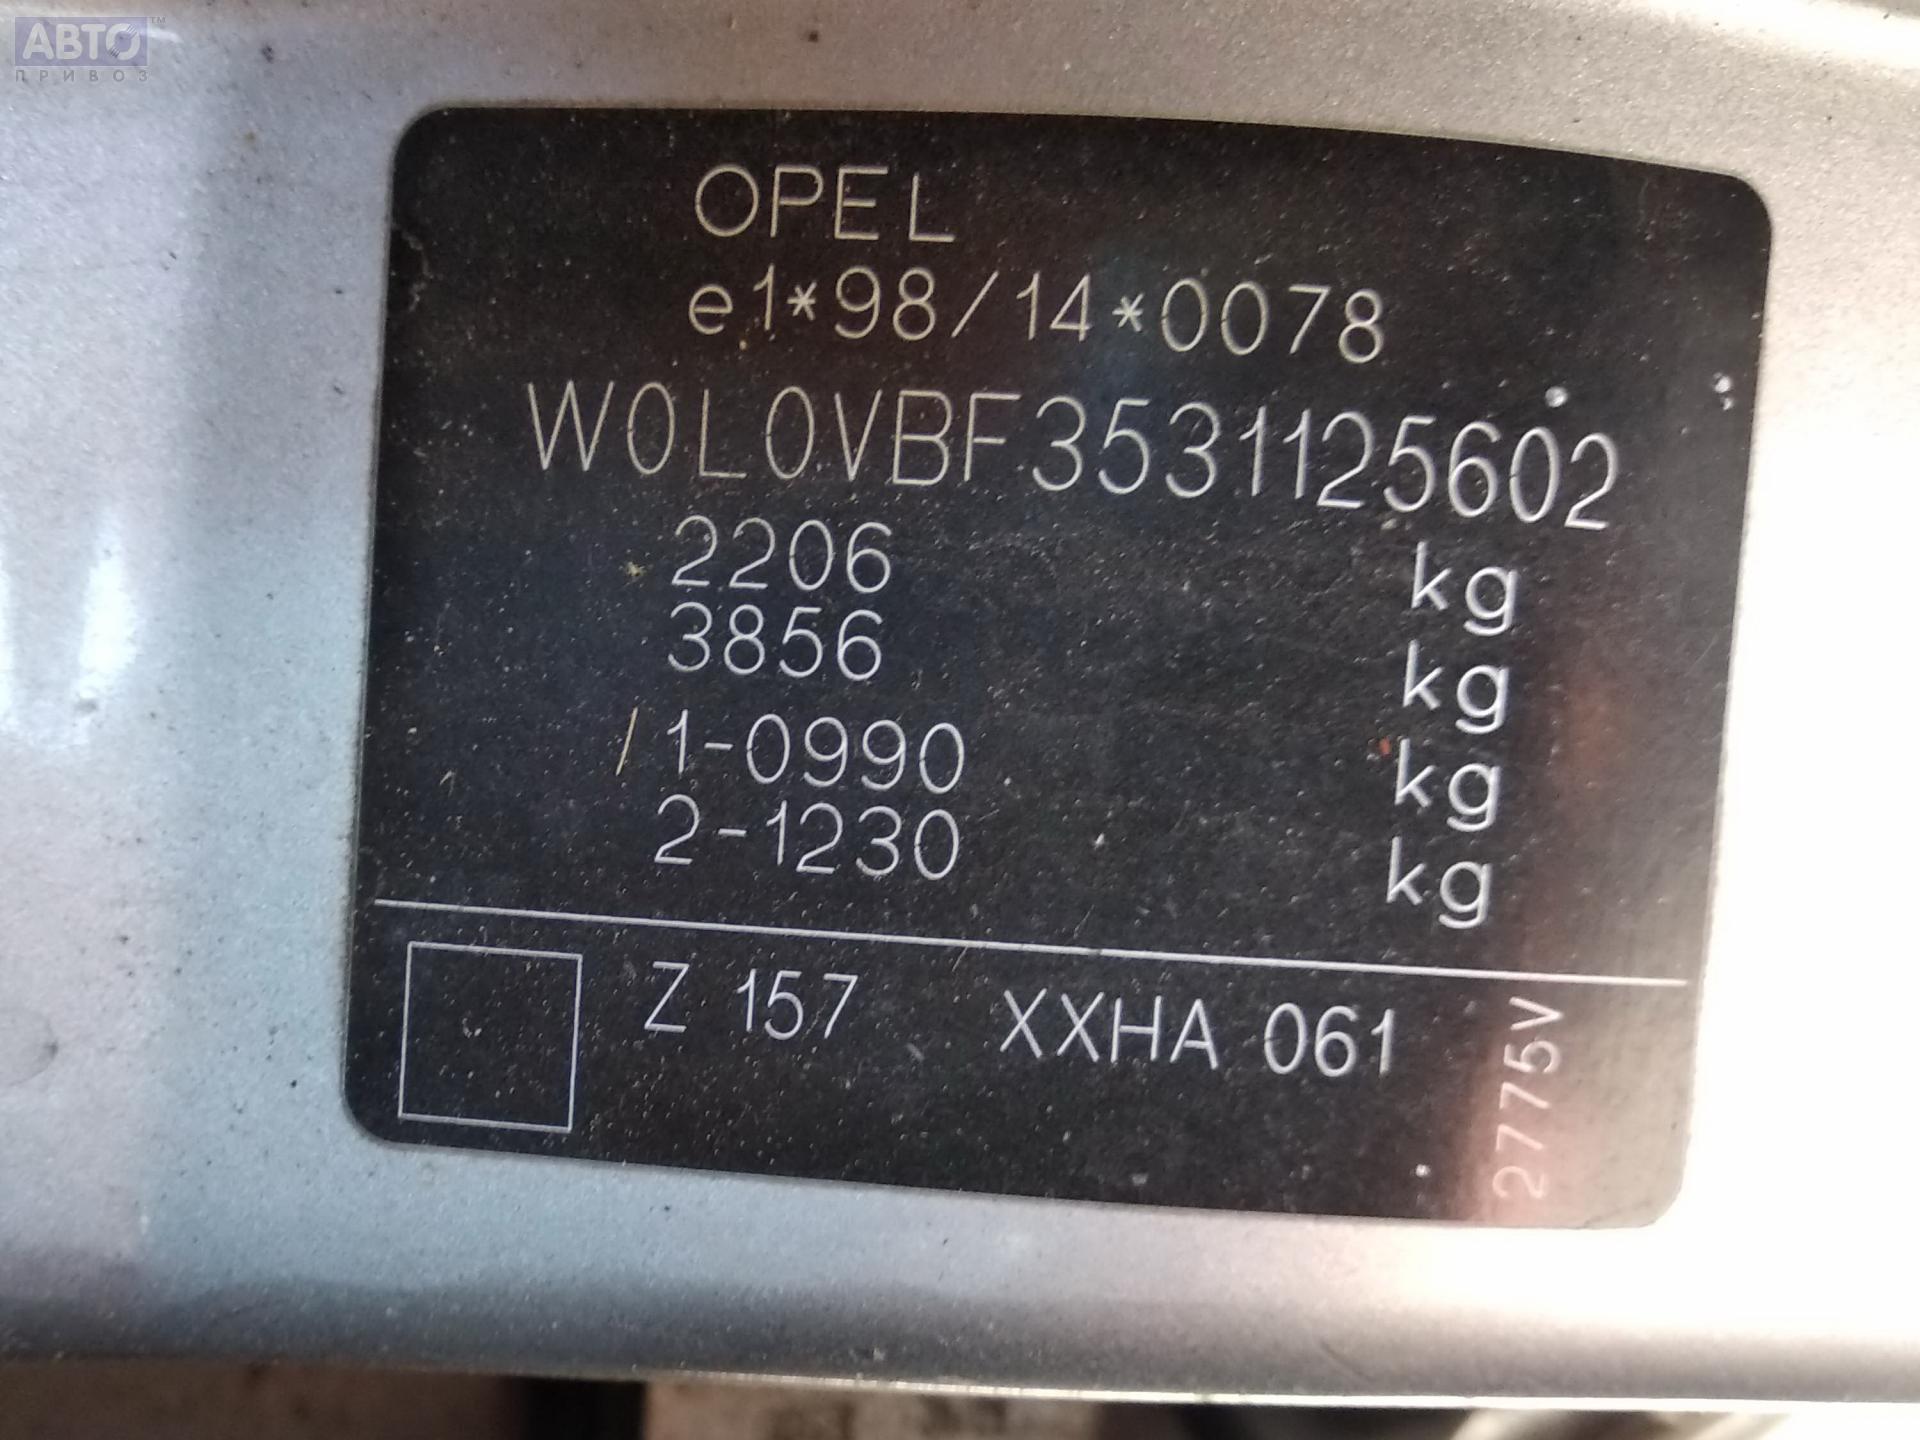 АВТО™
ПРИВОЗ
OPEL
e1*98/14*0078
W0L0VBF3531125602
2206 kg
3856 kg
1-0990 kg
2-1230 kg
Z 157 XXHA 061
2775V